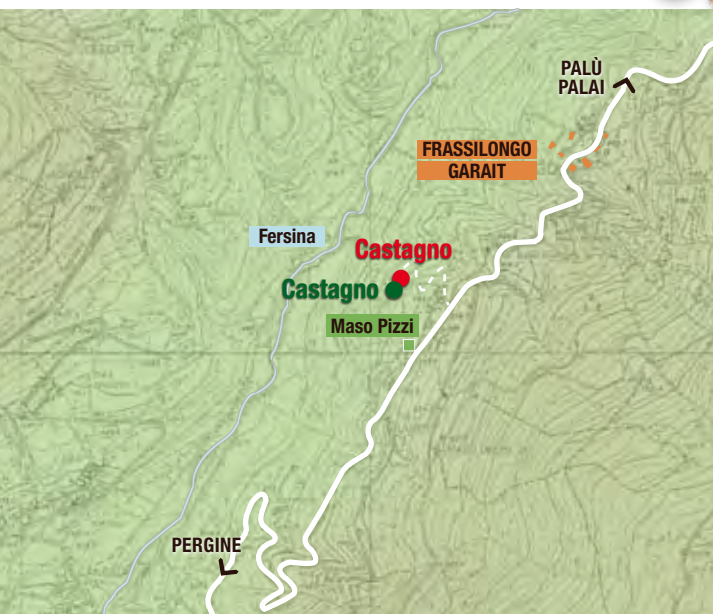 PALÙ
PALAI
FRASSILONGO
GARAIT
Fersina
Castagno
Castagno
Maso Pizzi
PERGINE